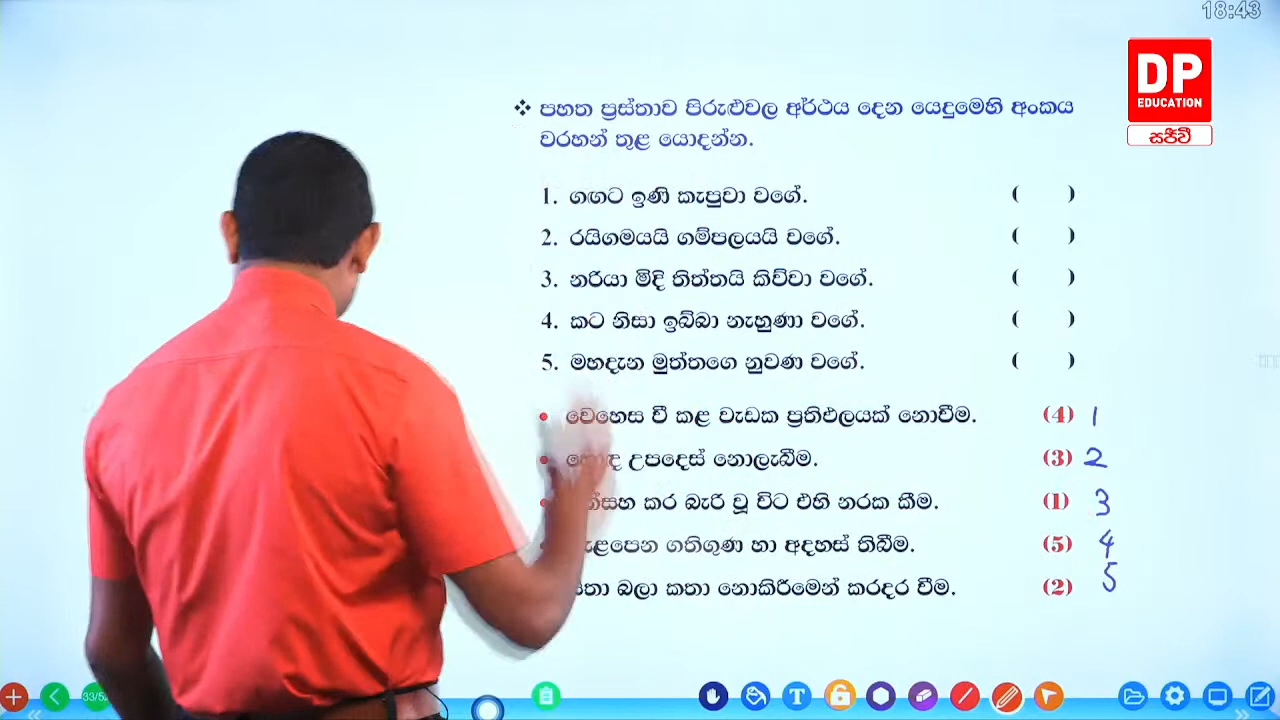 18:43
DP
EDUCATION
සජීවී
❖ පහත ප්‍රස්තාව පිරුළුවල අර්ථය දෙන යෙදුමෙහි අංකය
වරහන් තුළ යොදන්න.
1. ගඟට ඉණි කැපුවා වගේ. ( )
2. රයිගමයයි ගම්පලයයි වගේ. ( )
3. නරියා මිදි තිත්තයි කිව්වා වගේ. ( )
4. කට නිසා ඉබ්බා නැහුණා වගේ. ( )
5. මහදැන මුත්තගෙ නුවණ වගේ. ( )
• වෙහෙස වී කළ වැඩක ප්‍රතිඵලයක් නොවීම. (4) 1
• උපදෙස් නොලැබීම. (3) 2
• කර බැරි වූ විට එහි නරක කීම. (1) 3
ගතිගුණ හා අදහස් තිබීම. (5) 4
බලා කතා නොකිරීමෙන් කරදර වීම. (2) 5
33/5